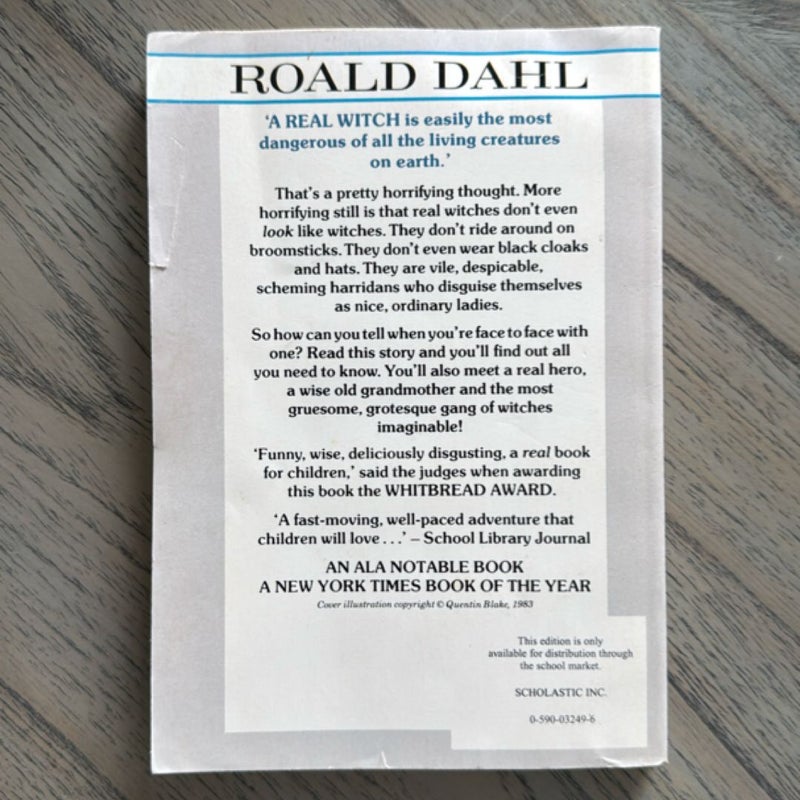 ROALD DAHL
‘A REAL WITCH is easily the most
dangerous of all the living creatures
on earth.’
That’s a pretty horrifying thought. More
horrifying still is that real witches don’t even
look like witches. They don’t ride around on
broomsticks. They don’t even wear black cloaks
and hats. They are vile, despicable,
scheming harridans who disguise themselves
as nice, ordinary ladies.
So how can you tell when you’re face to face with
one? Read this story and you’ll find out all
you need to know. You’ll also meet a real hero,
a wise old grandmother and the most
gruesome, grotesque gang of witches
imaginable!
‘Funny, wise, deliciously disgusting, a real book
for children,’ said the judges when awarding
this book the WHITBREAD AWARD.
‘A fast-moving, well-paced adventure that
children will love . . .’ – School Library Journal
AN ALA NOTABLE BOOK
A NEW YORK TIMES BOOK OF THE YEAR
Cover illustration copyright © Quentin Blake, 1983
This edition is only
available for distribution through
the school market.
SCHOLASTIC INC.
0-590-03249-6